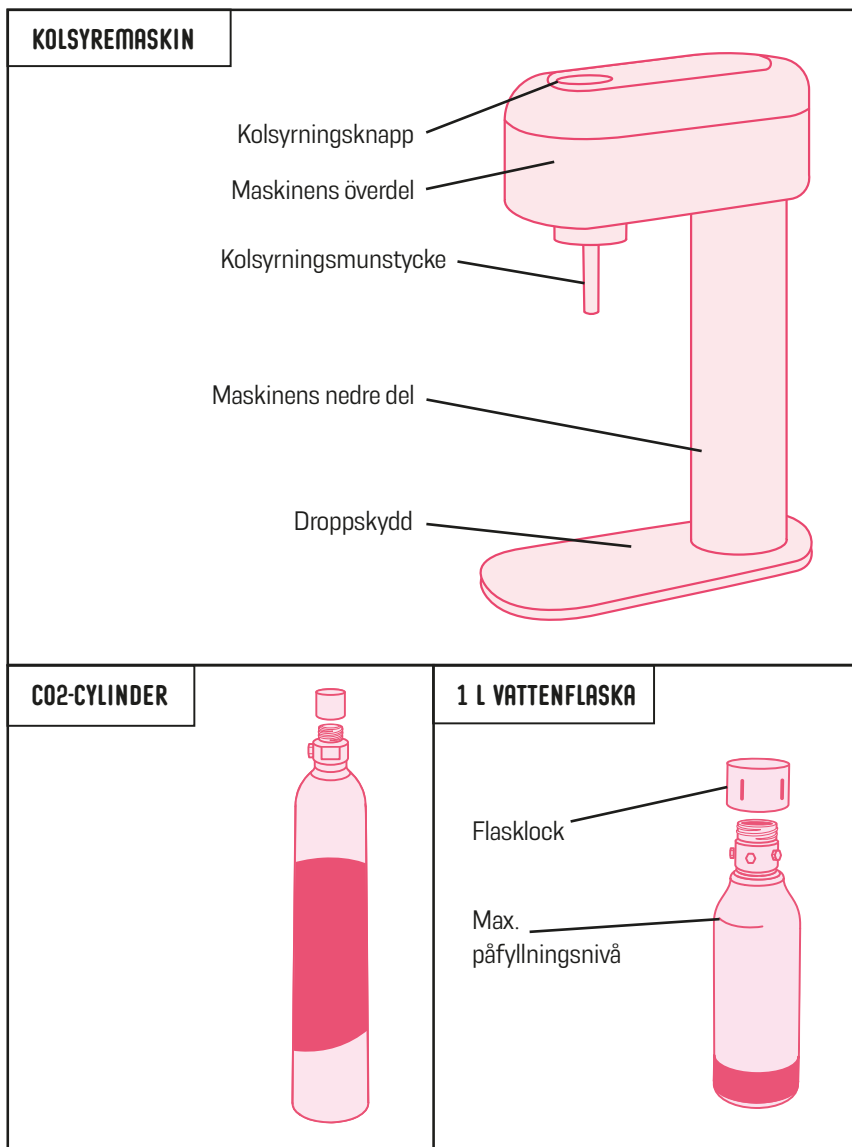 KOLSYREMASKIN
Kolsyrningsknapp
Maskinens överdel
Kolsyrningsmunstycke
Maskinens nedre del
Droppskydd
CO2-CYLINDER
1 L VATTENFLASKA
Flasklock
Max.
påfyllningsnivå